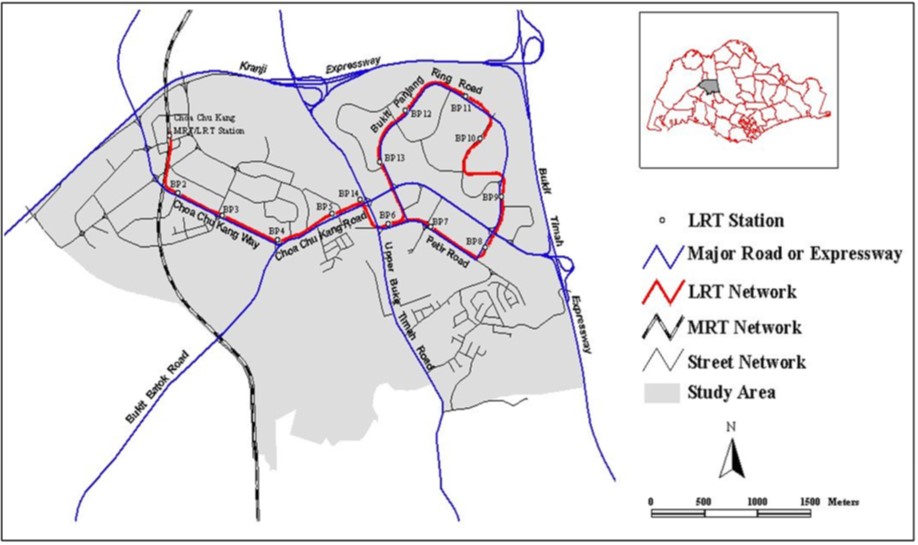 Kranji
Expressway
Bukit Panjang
Ring Road
BP12
BP11
BP10
BP13
BP9
Choa Chu Kang
MRT/LRT Station
BP2
BP3
BP4
BP5
BP14
BP6
BP7
BP8
Choa Chu Kang Way
Choa Chu Kang Road
Petir Road
Upper Bukit Timah Road
Bukit Timah Expressway
Bukit Batok Road
LRT Station
Major Road or Expressway
LRT Network
MRT Network
Street Network
Study Area
N
0 500 1000 1500 Meters